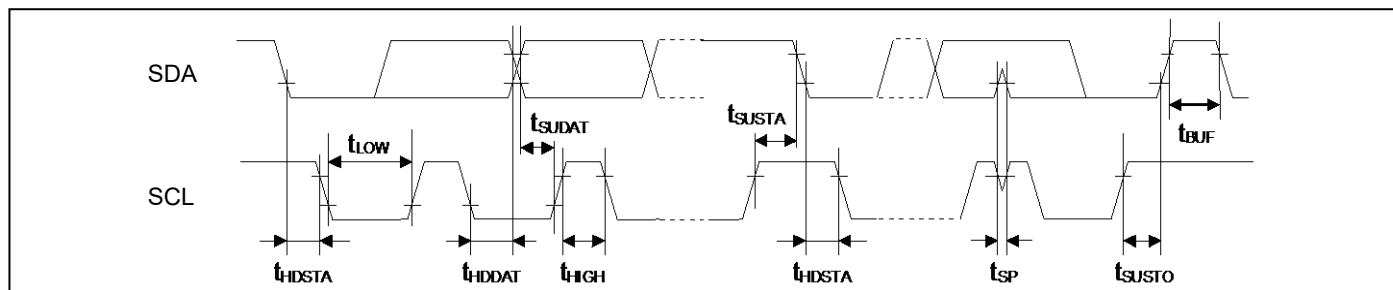 SDA
tSUDAT
tSUSTA
tLOW
tBUF
SCL
tHDSTA
tHDDAT
tHIGH
tHDSTA
tSP
tSUSTO